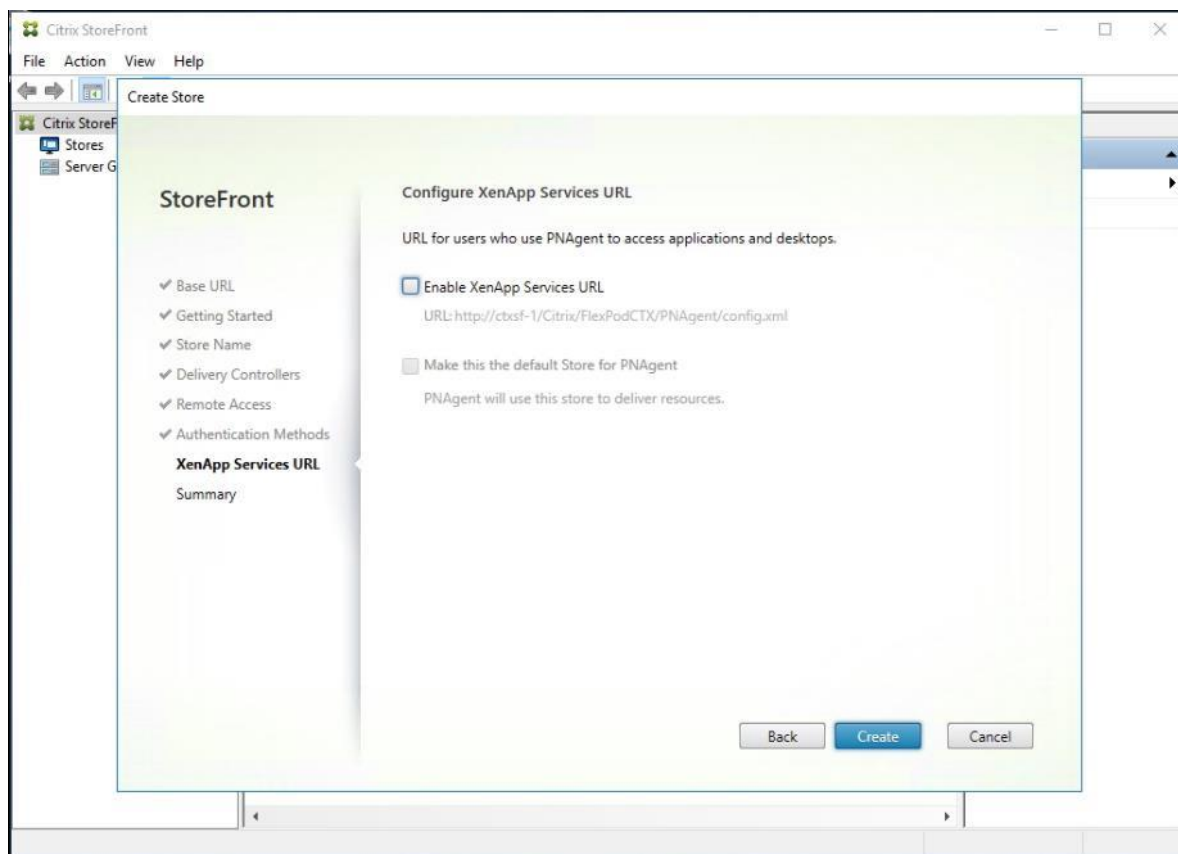 Citrix StoreFront
File Action View Help
Create Store
Citrix StoreF
Stores
Server G
StoreFront
Base URL
Getting Started
Store Name
Delivery Controllers
Remote Access
Authentication Methods
XenApp Services URL
Summary
Configure XenApp Services URL
URL for users who use PNAgent to access applications and desktops.
Enable XenApp Services URL
URL: http://ctxsf-1/Citrix/FlexPodCTX/PNAgent/config.xml
Make this the default Store for PNAgent
PNAgent will use this store to deliver resources.
Back Create Cancel